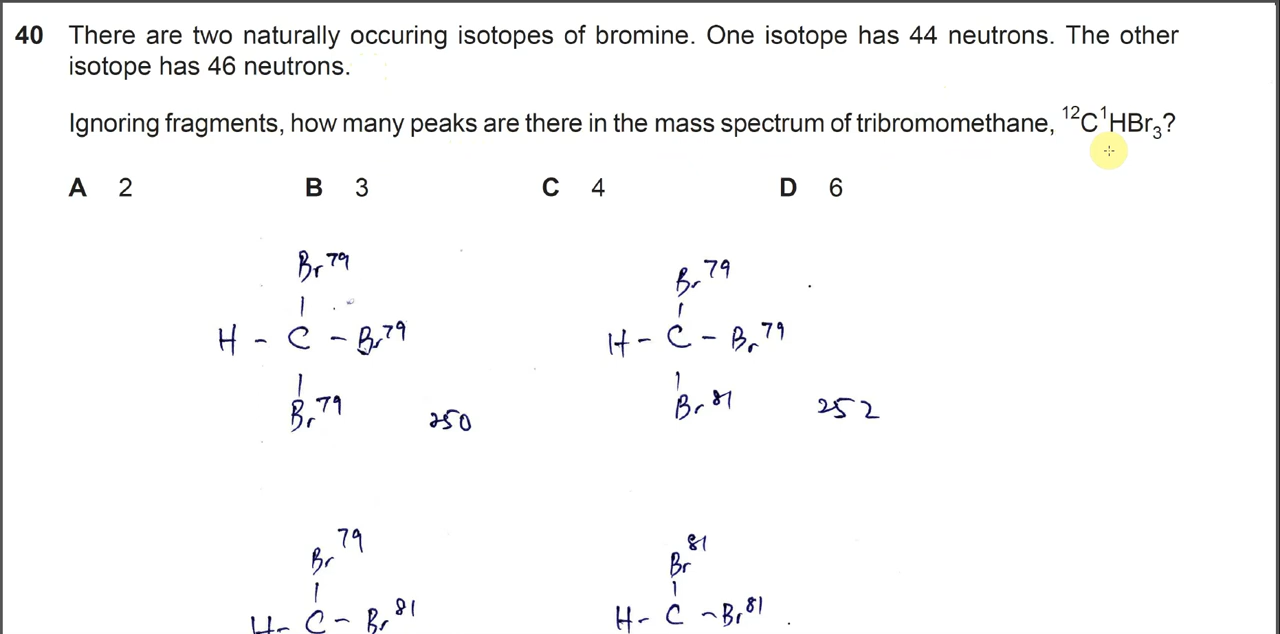 40 There are two naturally occuring isotopes of bromine. One isotope has 44 neutrons. The other
isotope has 46 neutrons.
Ignoring fragments, how many peaks are there in the mass spectrum of tribromomethane, ¹²C¹HBr₃?
A 2 B 3 C 4 D 6
Br⁷⁹
H - C - Br⁷⁹
Br⁷⁹
250
Br⁷⁹
H - C - Br⁷⁹
Br⁸¹
252
Br⁷⁹
H - C - Br⁸¹
Br⁸¹
H - C - Br⁸¹